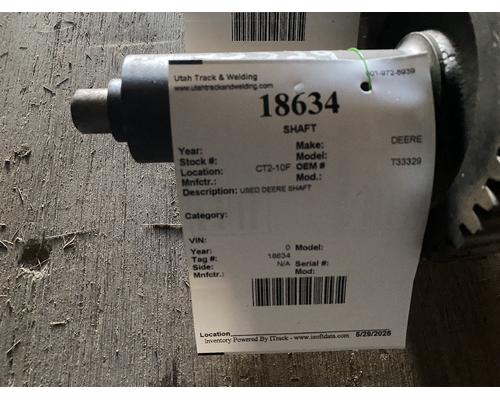 Utah Track & Welding
www.utahtrackandwelding.com
801-972-8939
18634
SHAFT
Year: Make: DEERE
Stock #: Model:
Location: CT2-10F OEM # T33329
Mnfctr.: Mod.:
Description: USED DEERE SHAFT
Category:
VIN:
Year: 0 Model:
Tag #: 18634
Side: N/A Serial #:
Mnfctr.: Mod:
Location
Inventory Powered By ITrack - www.isoftdata.com 5/29/2025